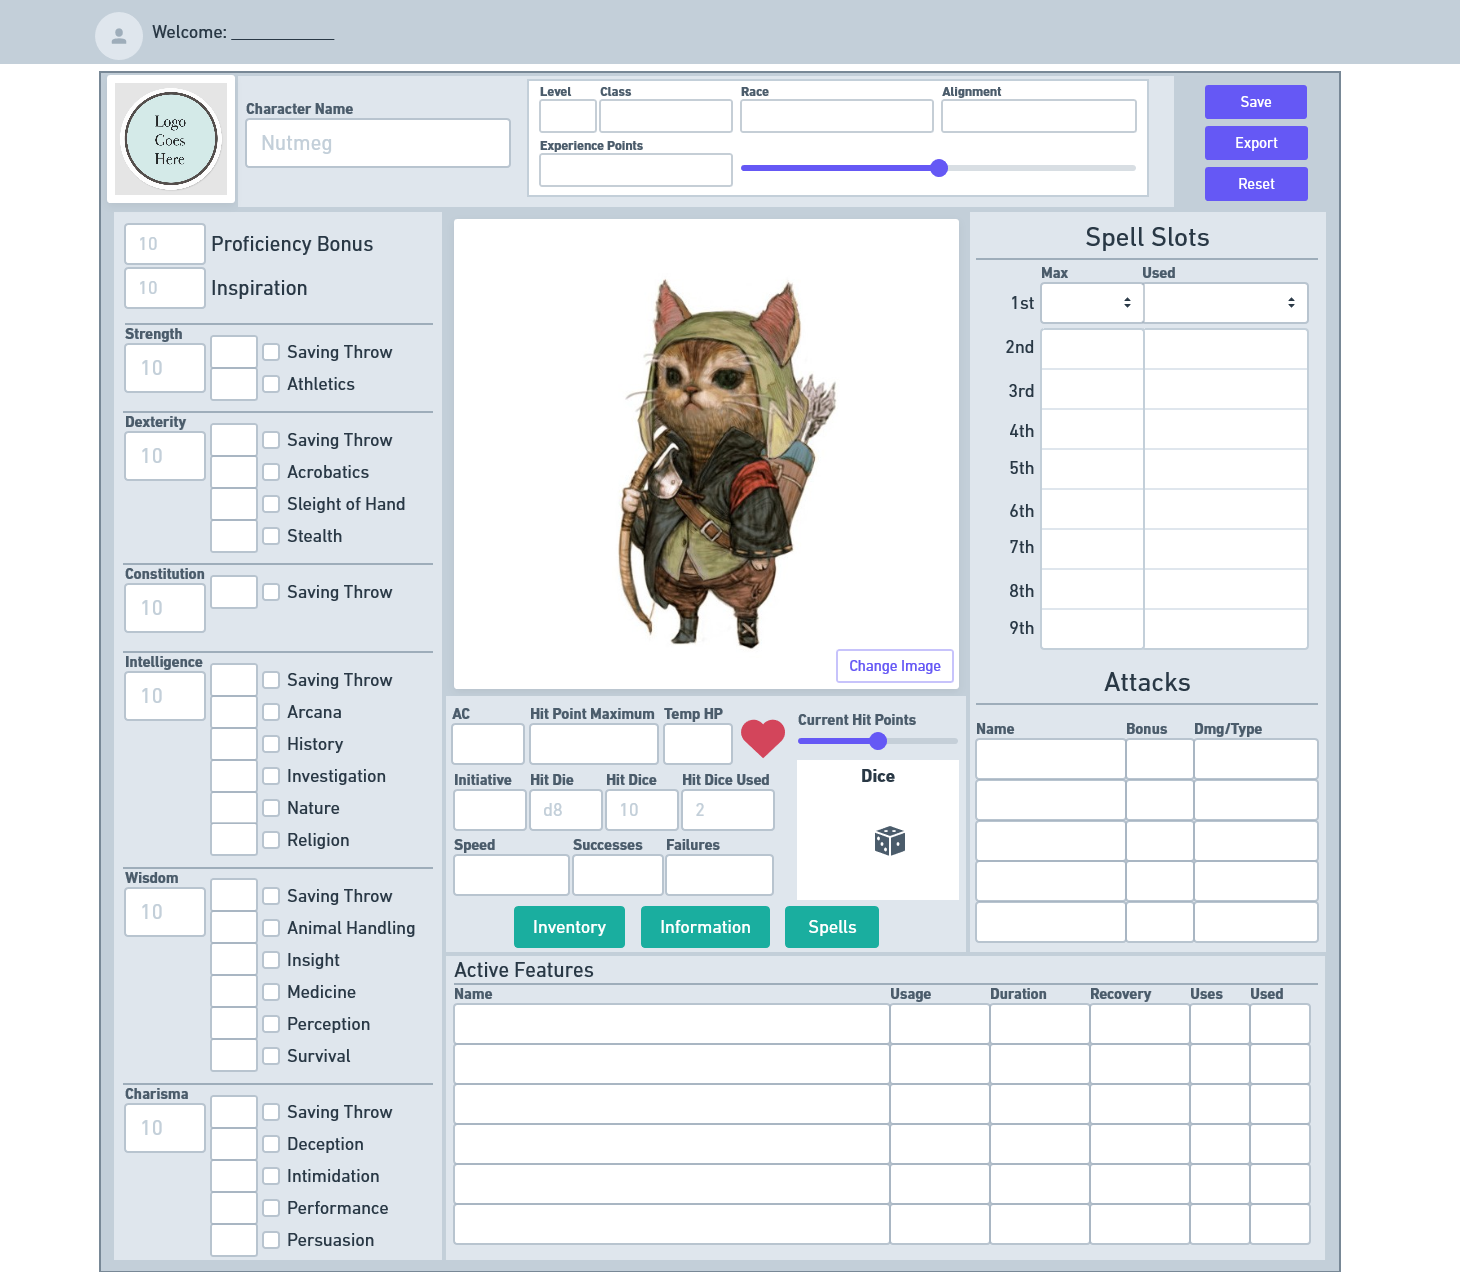 Welcome: ___________
Logo
Goes
Here
Character Name
Nutmeg
Level Class Race Alignment
Experience Points
Save
Export
Reset
10 Proficiency Bonus
10 Inspiration
Strength
10
Saving Throw
Athletics
Dexterity
10
Saving Throw
Acrobatics
Sleight of Hand
Stealth
Constitution
10
Saving Throw
Intelligence
10
Saving Throw
Arcana
History
Investigation
Nature
Religion
Wisdom
10
Saving Throw
Animal Handling
Insight
Medicine
Perception
Survival
Charisma
10
Saving Throw
Deception
Intimidation
Performance
Persuasion
Change Image
AC Hit Point Maximum Temp HP
Current Hit Points
Initiative Hit Die Hit Dice Hit Dice Used
d8 10 2
Speed Successes Failures
Dice
Inventory Information Spells
Spell Slots
Max Used
1st
2nd
3rd
4th
5th
6th
7th
8th
9th
Attacks
Name Bonus Dmg/Type
Active Features
Name Usage Duration Recovery Uses Used